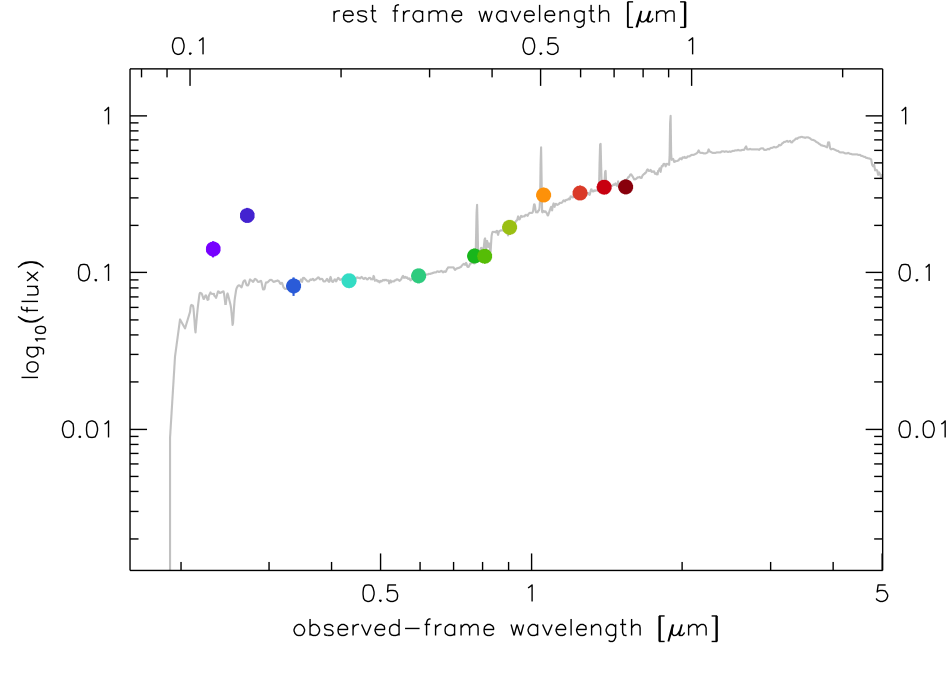 rest frame wavelength [μm]
0.1 0.5 1
1 1
0.1 0.1
log10(flux)
0.01 0.01
0.5 1 5
observed-frame wavelength [μm]